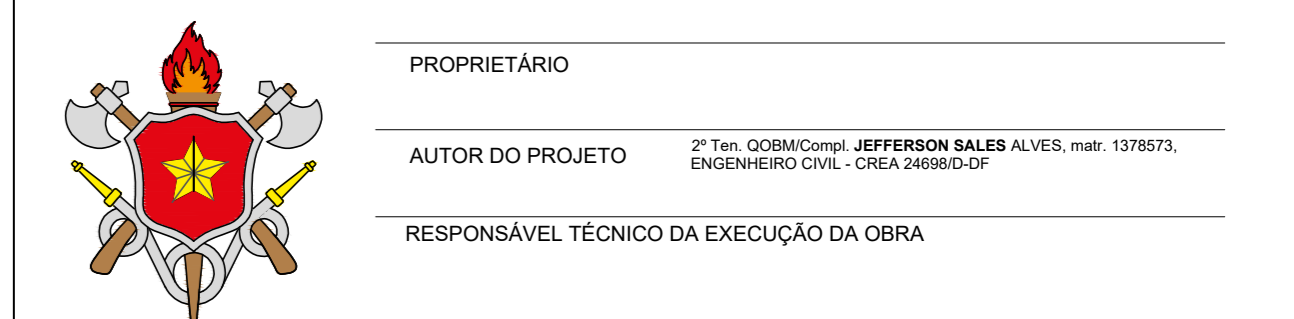 PROPRIETÁRIO
AUTOR DO PROJETO
2º Ten. QOBM/Compl. JEFFERSON SALES ALVES, matr. 1378573,
ENGENHEIRO CIVIL - CREA 24698/D-DF
RESPONSÁVEL TÉCNICO DA EXECUÇÃO DA OBRA